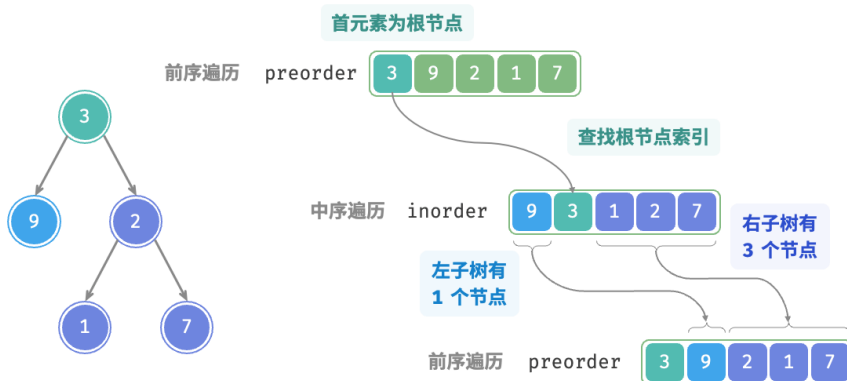 首元素为根节点
前序遍历 preorder 3 9 2 1 7
3
查找根节点索引
9 2
中序遍历 inorder 9 3 1 2 7
右子树有
3 个节点
左子树有
1 个节点
1 7
前序遍历 preorder 3 9 2 1 7